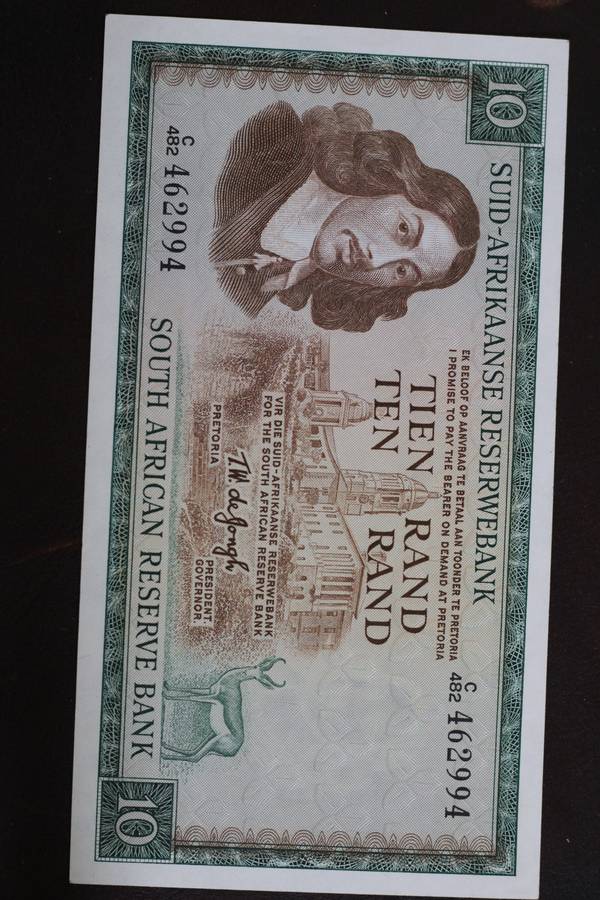 10
SUID-AFRIKAANSE RESERWEBANK
EK BELOOF OP AANVRAAG TE BETAAL AAN TOONDER TE PRETORIA
I PROMISE TO PAY THE BEARER ON DEMAND AT PRETORIA
C
482 462994
TIEN RAND
TEN RAND
VIR DIE SUID-AFRIKAANSE RESERWEBANK
FOR THE SOUTH AFRICAN RESERVE BANK
T.W. de Jongh
PRETORIA
PRESIDENT.
GOVERNOR.
C
482 462994
SOUTH AFRICAN RESERVE BANK
10